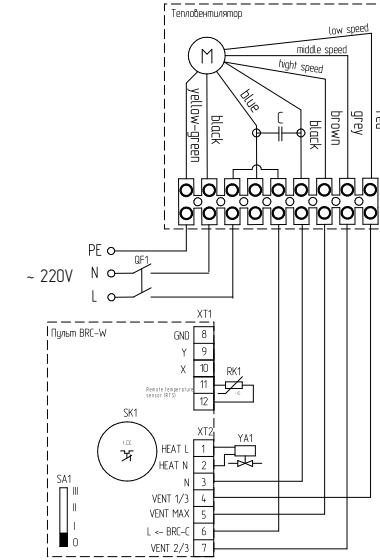 Тепловентилятор
low speed
middle speed
hight speed
M
yellow-green
black
blue
C
black
brown
grey
red
PE
QF1
~ 220V
N
L
XT1
Пульт BRC-W
GND 8
Y 9
X 10
RK1
Remote temperature
sensor (RTS)
11
12
SK1
XT2
YA1
HEAT L 1
HEAT N 2
SA1
N 3
III
VENT 1/3 4
II
VENT MAX 5
I
L <- BRC-C 6
0
VENT 2/3 7